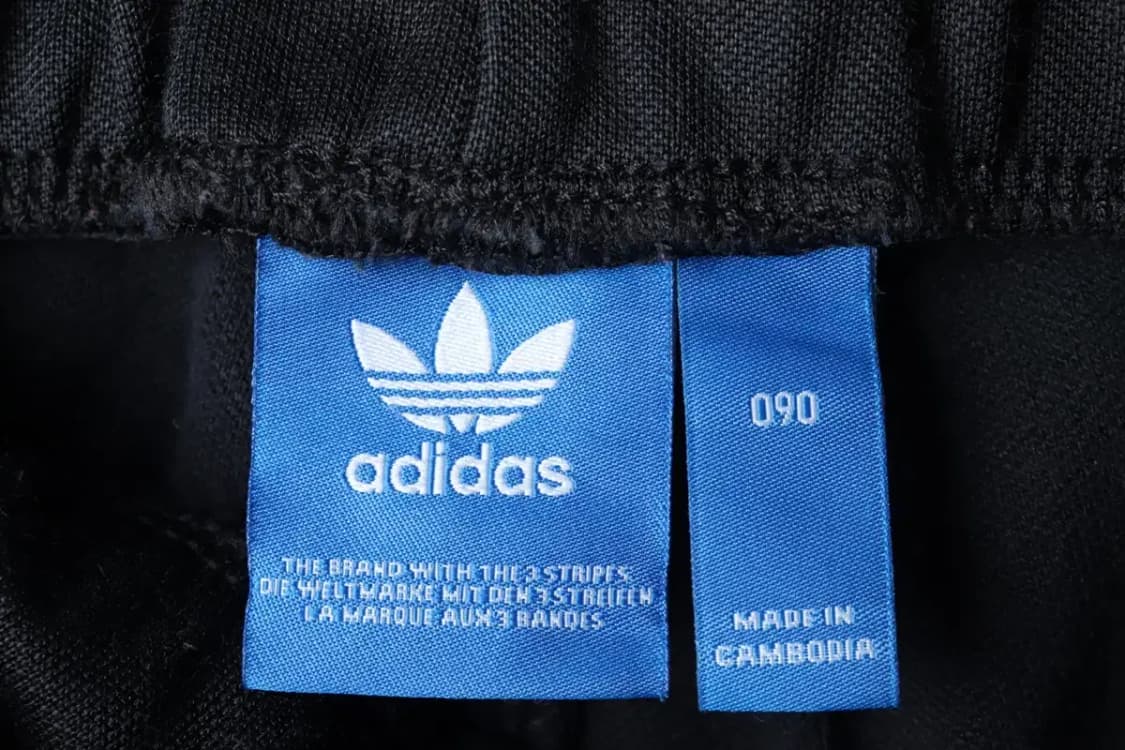 adidas
THE BRAND WITH THE 3 STRIPES
DIE WELTMARKE MIT DEN 3 STREIFEN
LA MARQUE AUX 3 BANDES
090
MADE IN
CAMBODIA